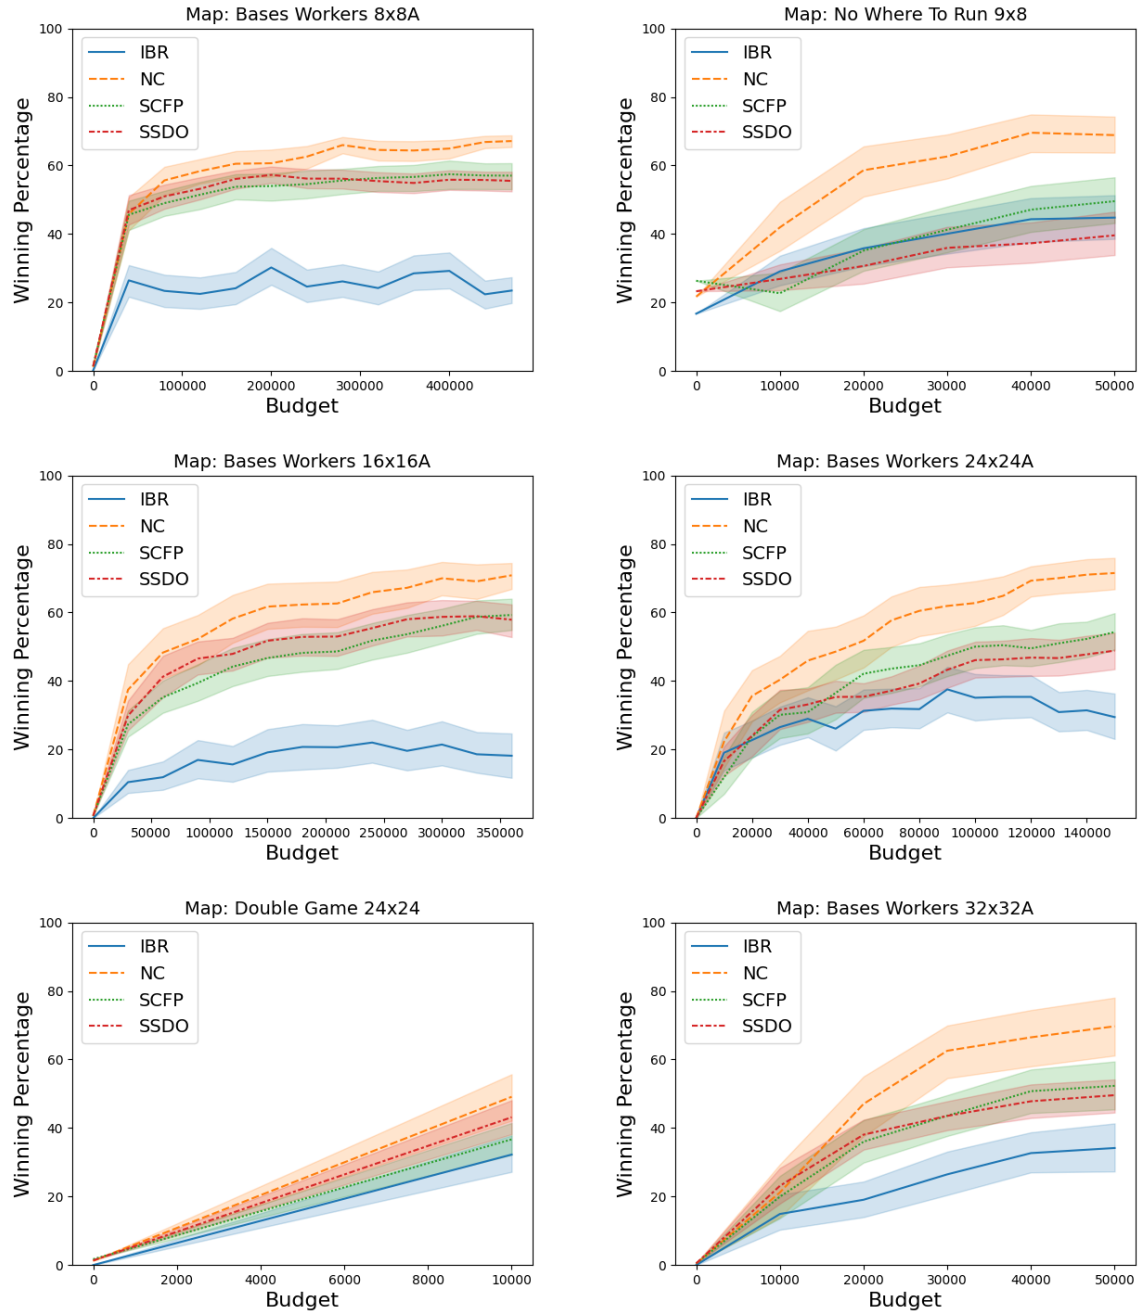 Map: Bases Workers 8x8A
100
80
60
40
20
0
Winning Percentage
IBR
NC
SCFP
SSDO
0 100000 200000 300000 400000
Budget
Map: No Where To Run 9x8
100
80
60
40
20
0
Winning Percentage
IBR
NC
SCFP
SSDO
0 10000 20000 30000 40000 50000
Budget
Map: Bases Workers 16x16A
100
80
60
40
20
0
Winning Percentage
IBR
NC
SCFP
SSDO
0 50000 100000 150000 200000 250000 300000 350000
Budget
Map: Bases Workers 24x24A
100
80
60
40
20
0
Winning Percentage
IBR
NC
SCFP
SSDO
0 20000 40000 60000 80000 100000 120000 140000
Budget
Map: Double Game 24x24
100
80
60
40
20
0
Winning Percentage
IBR
NC
SCFP
SSDO
0 2000 4000 6000 8000 10000
Budget
Map: Bases Workers 32x32A
100
80
60
40
20
0
Winning Percentage
IBR
NC
SCFP
SSDO
0 10000 20000 30000 40000 50000
Budget